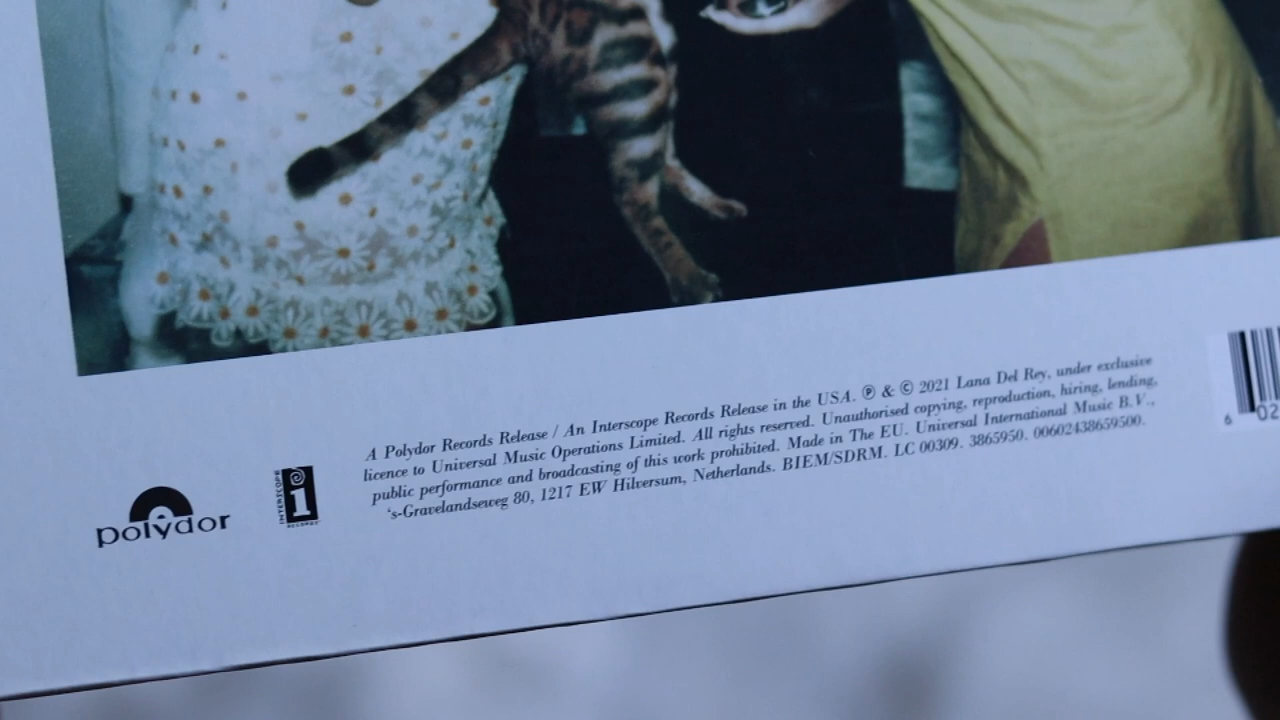 A Polydor Records Release / An Interscope Records Release in the USA. ℗ & © 2021 Lana Del Rey, under exclusive
licence to Universal Music Operations Limited. All rights reserved. Unauthorised copying, reproduction, hiring, lending,
public performance and broadcasting of this work prohibited. Made in The EU. Universal International Music B.V.,
's-Gravelandseweg 80, 1217 EW Hilversum, Netherlands. BIEM/SDRM. LC 00309. 3865950. 00602438659500.
polydor
INTERSCOPE
i
RECORDS
6 02